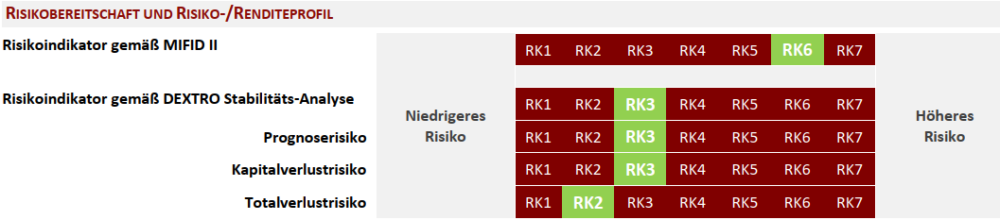 RISIKOBEREITSCHAFT UND RISIKO-/RENDITEPROFIL
Risikoindikator gemäß MIFID II RK1 RK2 RK3 RK4 RK5 RK6 RK7
Risikoindikator gemäß DEXTRO Stabilitäts-Analyse RK1 RK2 RK3 RK4 RK5 RK6 RK7
Niedrigeres Risiko
Höheres Risiko
Prognoserisiko RK1 RK2 RK3 RK4 RK5 RK6 RK7
Kapitalverlustrisiko RK1 RK2 RK3 RK4 RK5 RK6 RK7
Totalverlustrisiko RK1 RK2 RK3 RK4 RK5 RK6 RK7